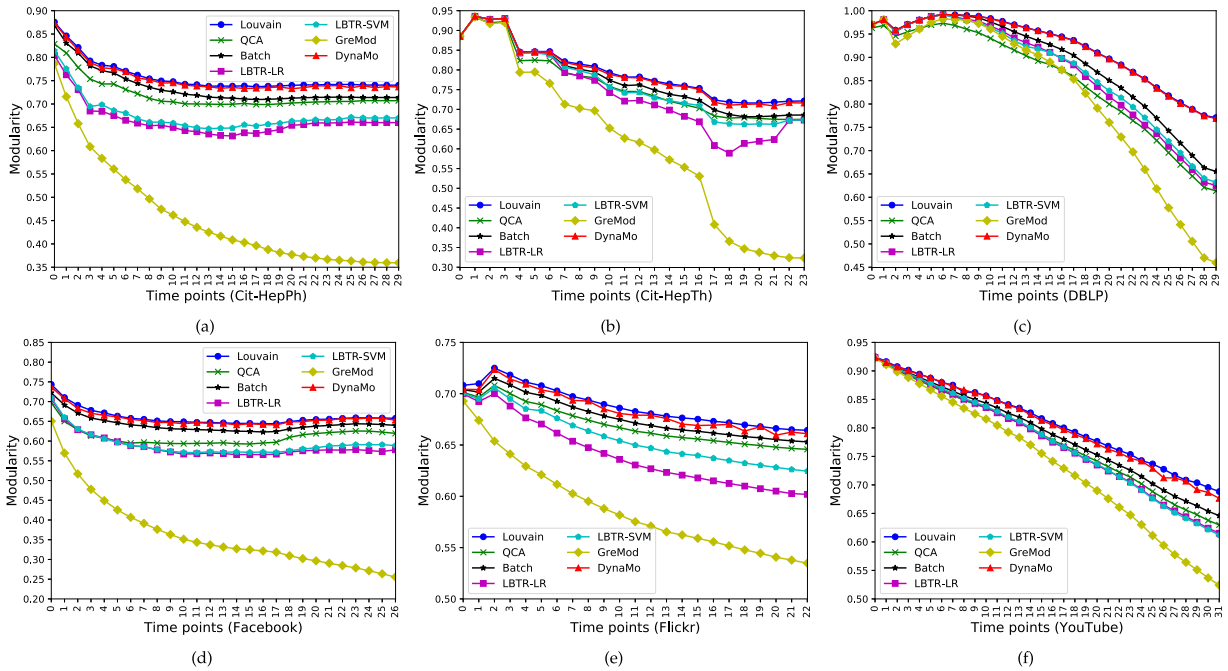 0.90
0.85
0.80
0.75
0.70
0.65
0.60
0.55
0.50
0.45
0.40
0.35
Modularity
Louvain
QCA
Batch
LBTR-LR
LBTR-SVM
GreMod
DynaMo
0 1 2 3 4 5 6 7 8 9 10 11 12 13 14 15 16 17 18 19 20 21 22 23 24 25 26 27 28 29
Time points (Cit-HepPh)
(a)
0.95
0.90
0.85
0.80
0.75
0.70
0.65
0.60
0.55
0.50
0.45
0.40
0.35
0.30
Modularity
Louvain
QCA
Batch
LBTR-LR
LBTR-SVM
GreMod
DynaMo
0 1 2 3 4 5 6 7 8 9 10 11 12 13 14 15 16 17 18 19 20 21 22 23
Time points (Cit-HepTh)
(b)
1.00
0.95
0.90
0.85
0.80
0.75
0.70
0.65
0.60
0.55
0.50
0.45
Modularity
Louvain
QCA
Batch
LBTR-LR
LBTR-SVM
GreMod
DynaMo
0 1 2 3 4 5 6 7 8 9 10 11 12 13 14 15 16 17 18 19 20 21 22 23 24 25 26 27 28 29
Time points (DBLP)
(c)
0.85
0.80
0.75
0.70
0.65
0.60
0.55
0.50
0.45
0.40
0.35
0.30
0.25
0.20
Modularity
Louvain
QCA
Batch
LBTR-LR
LBTR-SVM
GreMod
DynaMo
0 1 2 3 4 5 6 7 8 9 10 11 12 13 14 15 16 17 18 19 20 21 22 23 24 25 26
Time points (Facebook)
(d)
0.75
0.70
0.65
0.60
0.55
0.50
Modularity
Louvain
QCA
Batch
LBTR-LR
LBTR-SVM
GreMod
DynaMo
0 1 2 3 4 5 6 7 8 9 10 11 12 13 14 15 16 17 18 19 20 21 22
Time points (Flickr)
(e)
0.95
0.90
0.85
0.80
0.75
0.70
0.65
0.60
0.55
0.50
Modularity
Louvain
QCA
Batch
LBTR-LR
LBTR-SVM
GreMod
DynaMo
0 1 2 3 4 5 6 7 8 9 10 11 12 13 14 15 16 17 18 19 20 21 22 23 24 25 26 27 28 29 30 31
Time points (YouTube)
(f)